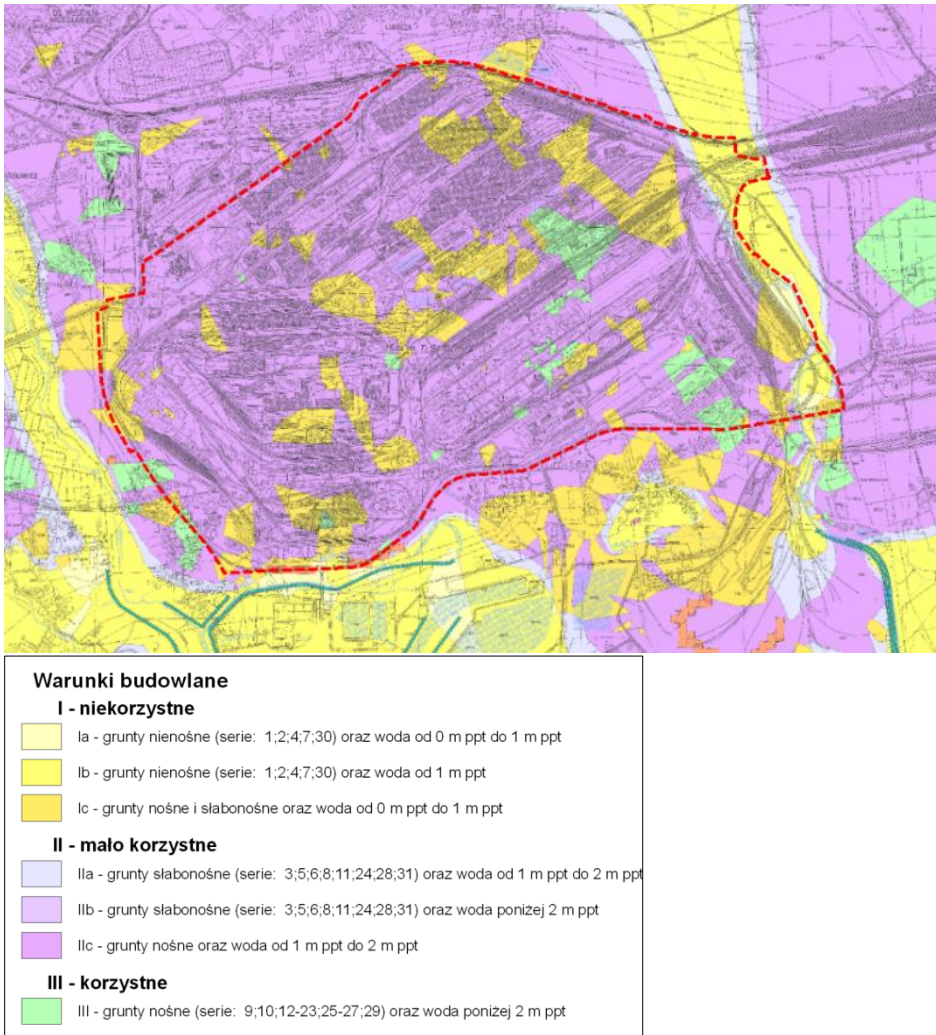 Warunki budowlane
I - niekorzystne
Ia - grunty nienośne (serie: 1;2;4;7;30) oraz woda od 0 m ppt do 1 m ppt
Ib - grunty nienośne (serie: 1;2;4;7;30) oraz woda od 1 m ppt
Ic - grunty nośne i słabonośne oraz woda od 0 m ppt do 1 m ppt
II - mało korzystne
IIa - grunty słabonośne (serie: 3;5;6;8;11;24;28;31) oraz woda od 1 m ppt do 2 m ppt
IIb - grunty słabonośne (serie: 3;5;6;8;11;24;28;31) oraz woda poniżej 2 m ppt
IIc - grunty nośne oraz woda od 1 m ppt do 2 m ppt
III - korzystne
III - grunty nośne (serie: 9;10;12-23;25-27;29) oraz woda poniżej 2 m ppt